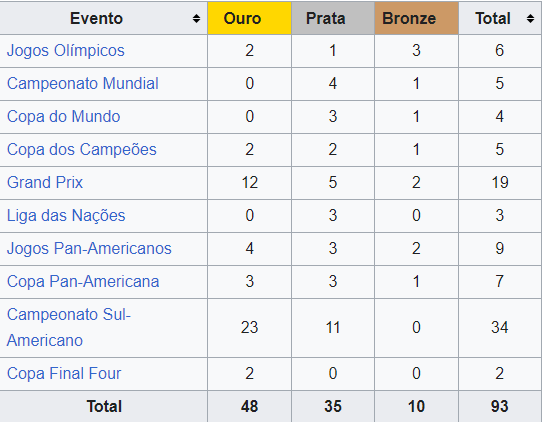 Evento Ouro Prata Bronze Total
Jogos Olímpicos 2 1 3 6
Campeonato Mundial 0 4 1 5
Copa do Mundo 0 3 1 4
Copa dos Campeões 2 2 1 5
Grand Prix 12 5 2 19
Liga das Nações 0 3 0 3
Jogos Pan-Americanos 4 3 2 9
Copa Pan-Americana 3 3 1 7
Campeonato Sul-
Americano 23 11 0 34
Copa Final Four 2 0 0 2
Total 48 35 10 93